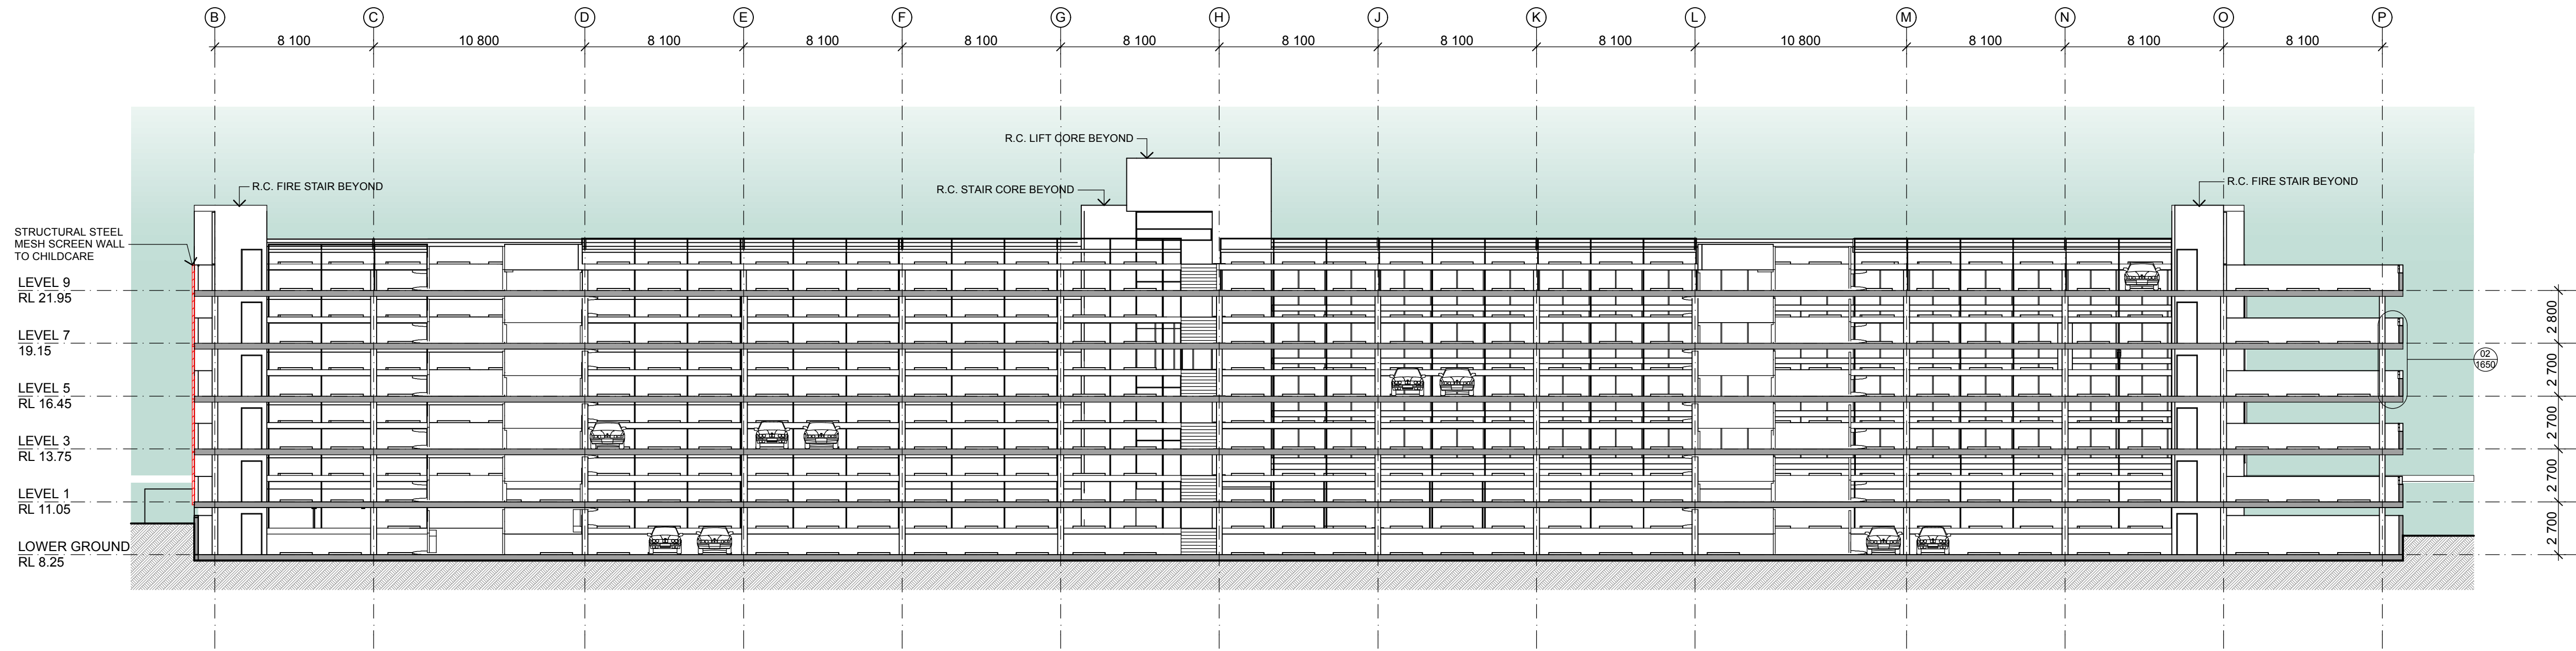 B C D E F G H J K L M N O P
8 100 10 800 8 100 8 100 8 100 8 100 8 100 8 100 8 100 10 800 8 100 8 100 8 100
R.C. LIFT CORE BEYOND
R.C. FIRE STAIR BEYOND
R.C. STAIR CORE BEYOND
R.C. FIRE STAIR BEYOND
STRUCTURAL STEEL
MESH SCREEN WALL
TO CHILDCARE
LEVEL 9
RL 21.95
LEVEL 7
19.15
LEVEL 5
RL 16.45
LEVEL 3
RL 13.75
LEVEL 1
RL 11.05
LOWER GROUND
RL 8.25
2 800
2 700
2 700
2 700
2 700
02
1650